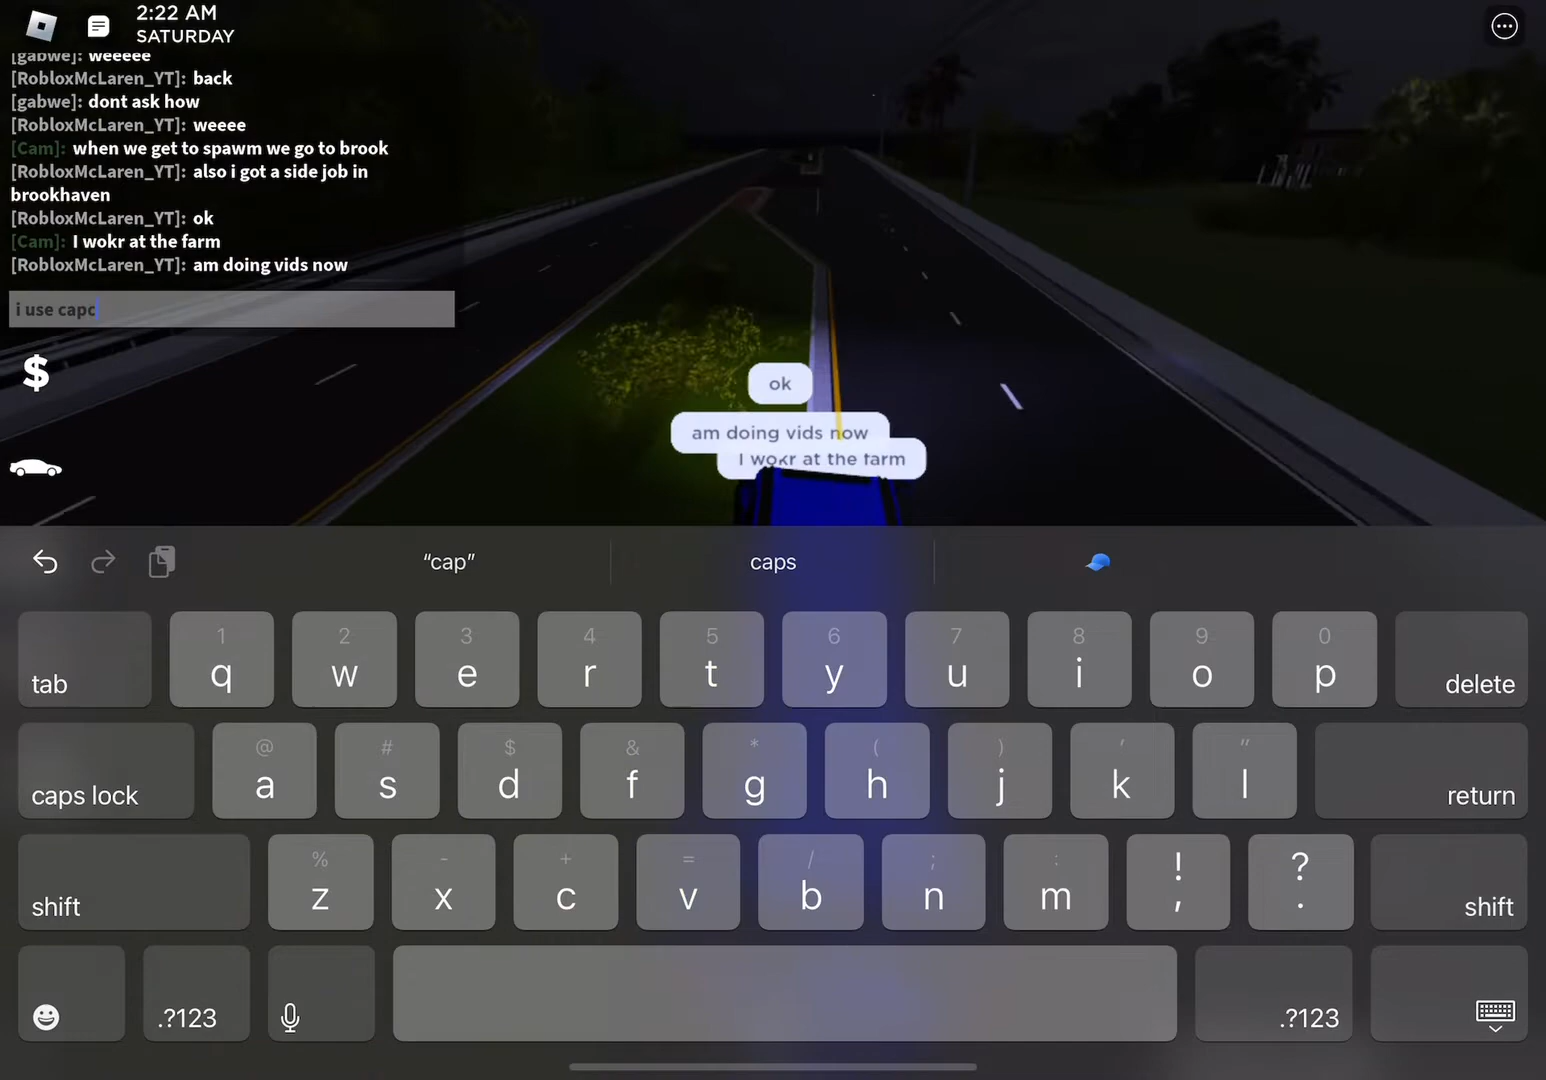 2:22 AM
SATURDAY
[gabwe]: weeeee
[RobloxMcLaren_YT]: back
[gabwe]: dont ask how
[RobloxMcLaren_YT]: weeee
[Cam]: when we get to spawm we go to brook
[RobloxMcLaren_YT]: also i got a side job in
brookhaven
[RobloxMcLaren_YT]: ok
[Cam]: I wokr at the farm
[RobloxMcLaren_YT]: am doing vids now
i use capc
$
ok
am doing vids now
I wokr at the farm
“cap” caps
1 2 3 4 5 6 7 8 9 0
tab q w e r t y u i o p delete
@ # $ & * ( ) ' "
caps lock a s d f g h j k l return
% - + = / ; : ! ?
shift z x c v b n m , . shift
.?123 .?123